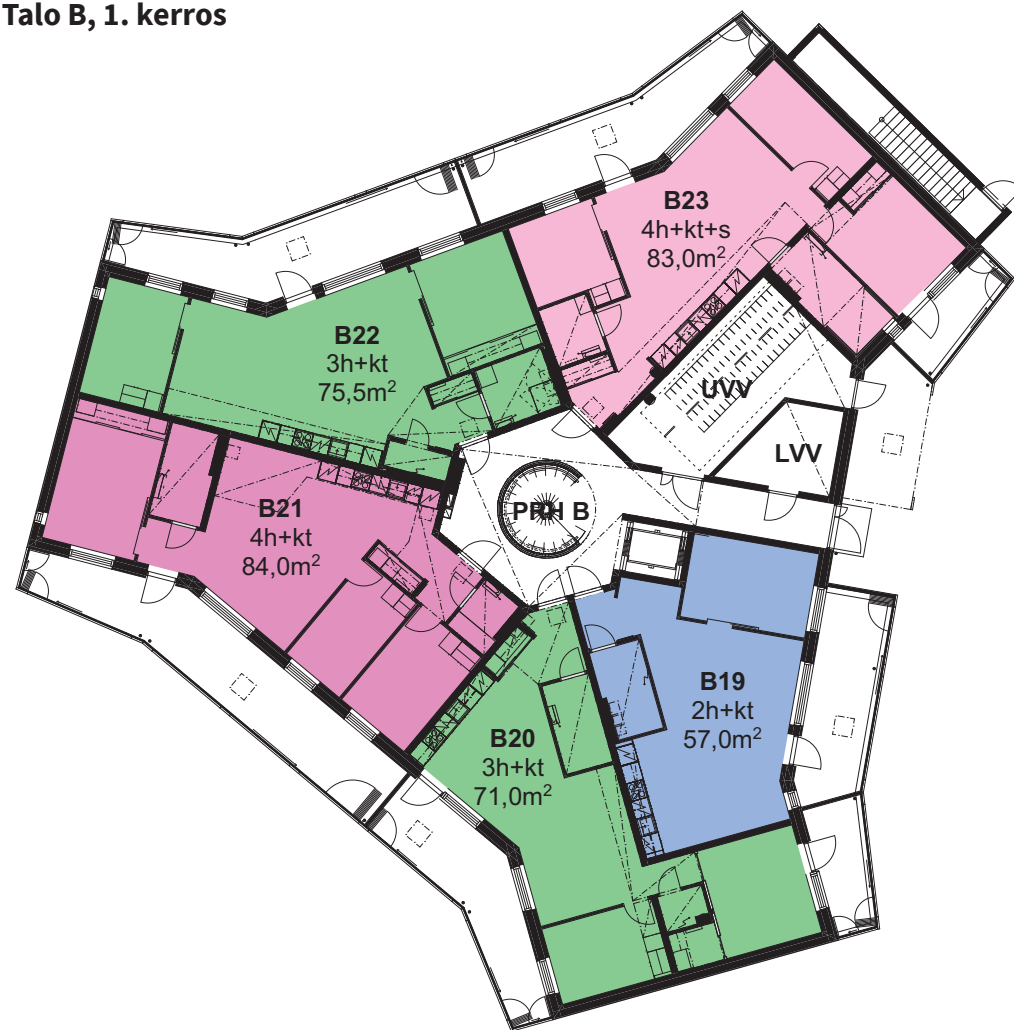 Talo B, 1. kerros
B23
4h+kt+s
83,0m²
B22
3h+kt
75,5m²
UVV
LVV
B21
4h+kt
84,0m²
PRH B
B19
2h+kt
57,0m²
B20
3h+kt
71,0m²